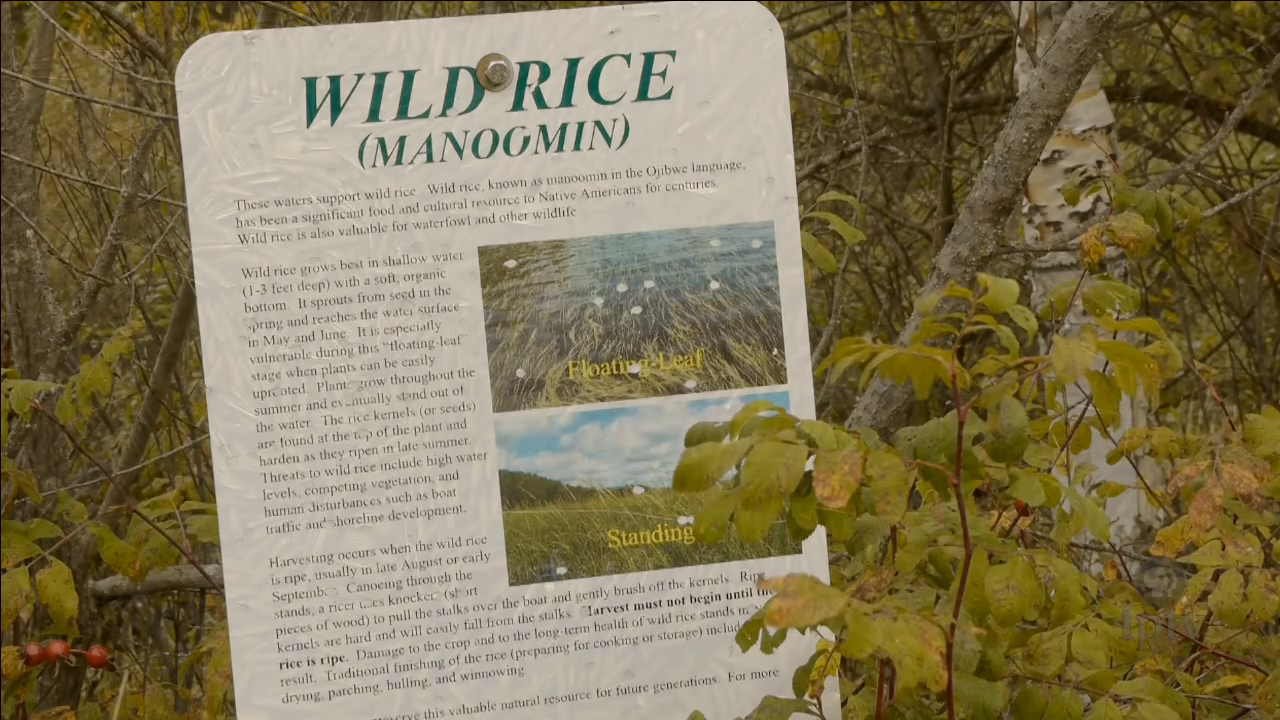 WILD RICE
(MANOGMIN)
These waters support wild rice Wild rice, known as manoomin in the Ojibwe language,
has been a significant food and cultural resource to Native Americans for centuries.
Wild rice is also valuable for waterfowl and other wildlife
Wild rice grows best in shallow water
(1-3 feet deep) with a soft, organic
bottom. It sprouts from seed in the
spring and reaches the water surface
in May and June. It is especially
vulnerable during this "floating-leaf"
stage when plants can be easily
uprooted. Plants grow throughout the
summer and eventually stand out of
the water. The rice kernels (or seeds)
are found at the top of the plant and
harden as they ripen in late summer.
Threats to wild rice include high water
levels, competing vegetation, and
human disturbances such as boat
traffic and shoreline development.
Floating-Leaf
Standing
Harvesting occurs when the wild rice
is ripe, usually in late August or early
September. Canoeing through the
stands, a ricer uses knockers (short
pieces of wood) to pull the stalks over the boat and gently brush off the kernels. Ripe
kernels are hard and will easily fall from the stalks. Harvest must not begin until the
rice is ripe. Damage to the crop and to the long-term health of wild rice stands may
result. Traditional finishing of the rice (preparing for cooking or storage) includes
drying, parching, hulling, and winnowing
this valuable natural resource for future generations. For more